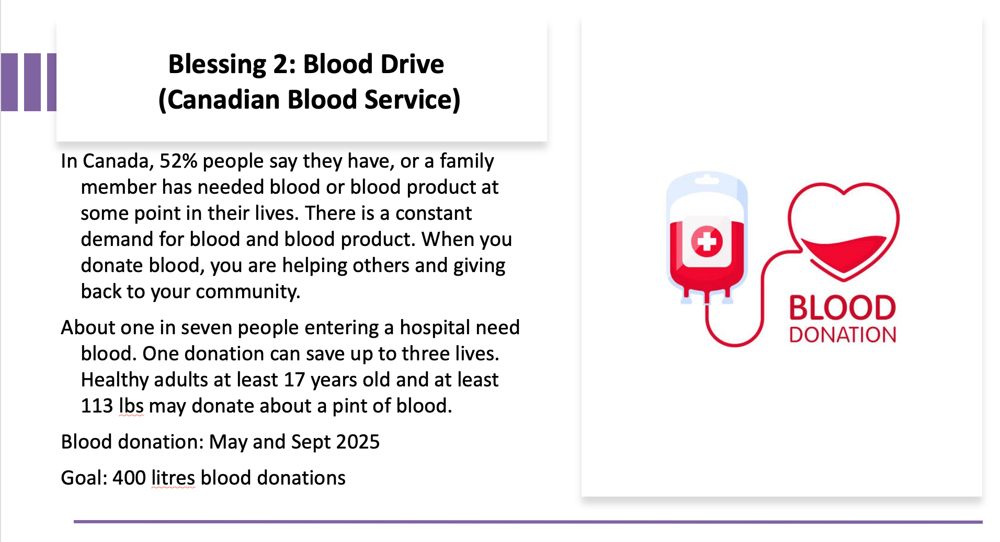 Blessing 2: Blood Drive
(Canadian Blood Service)
In Canada, 52% people say they have, or a family
member has needed blood or blood product at
some point in their lives. There is a constant
demand for blood and blood product. When you
donate blood, you are helping others and giving
back to your community.
About one in seven people entering a hospital need
blood. One donation can save up to three lives.
Healthy adults at least 17 years old and at least
113 lbs may donate about a pint of blood.
Blood donation: May and Sept 2025
Goal: 400 litres blood donations
BLOOD
DONATION